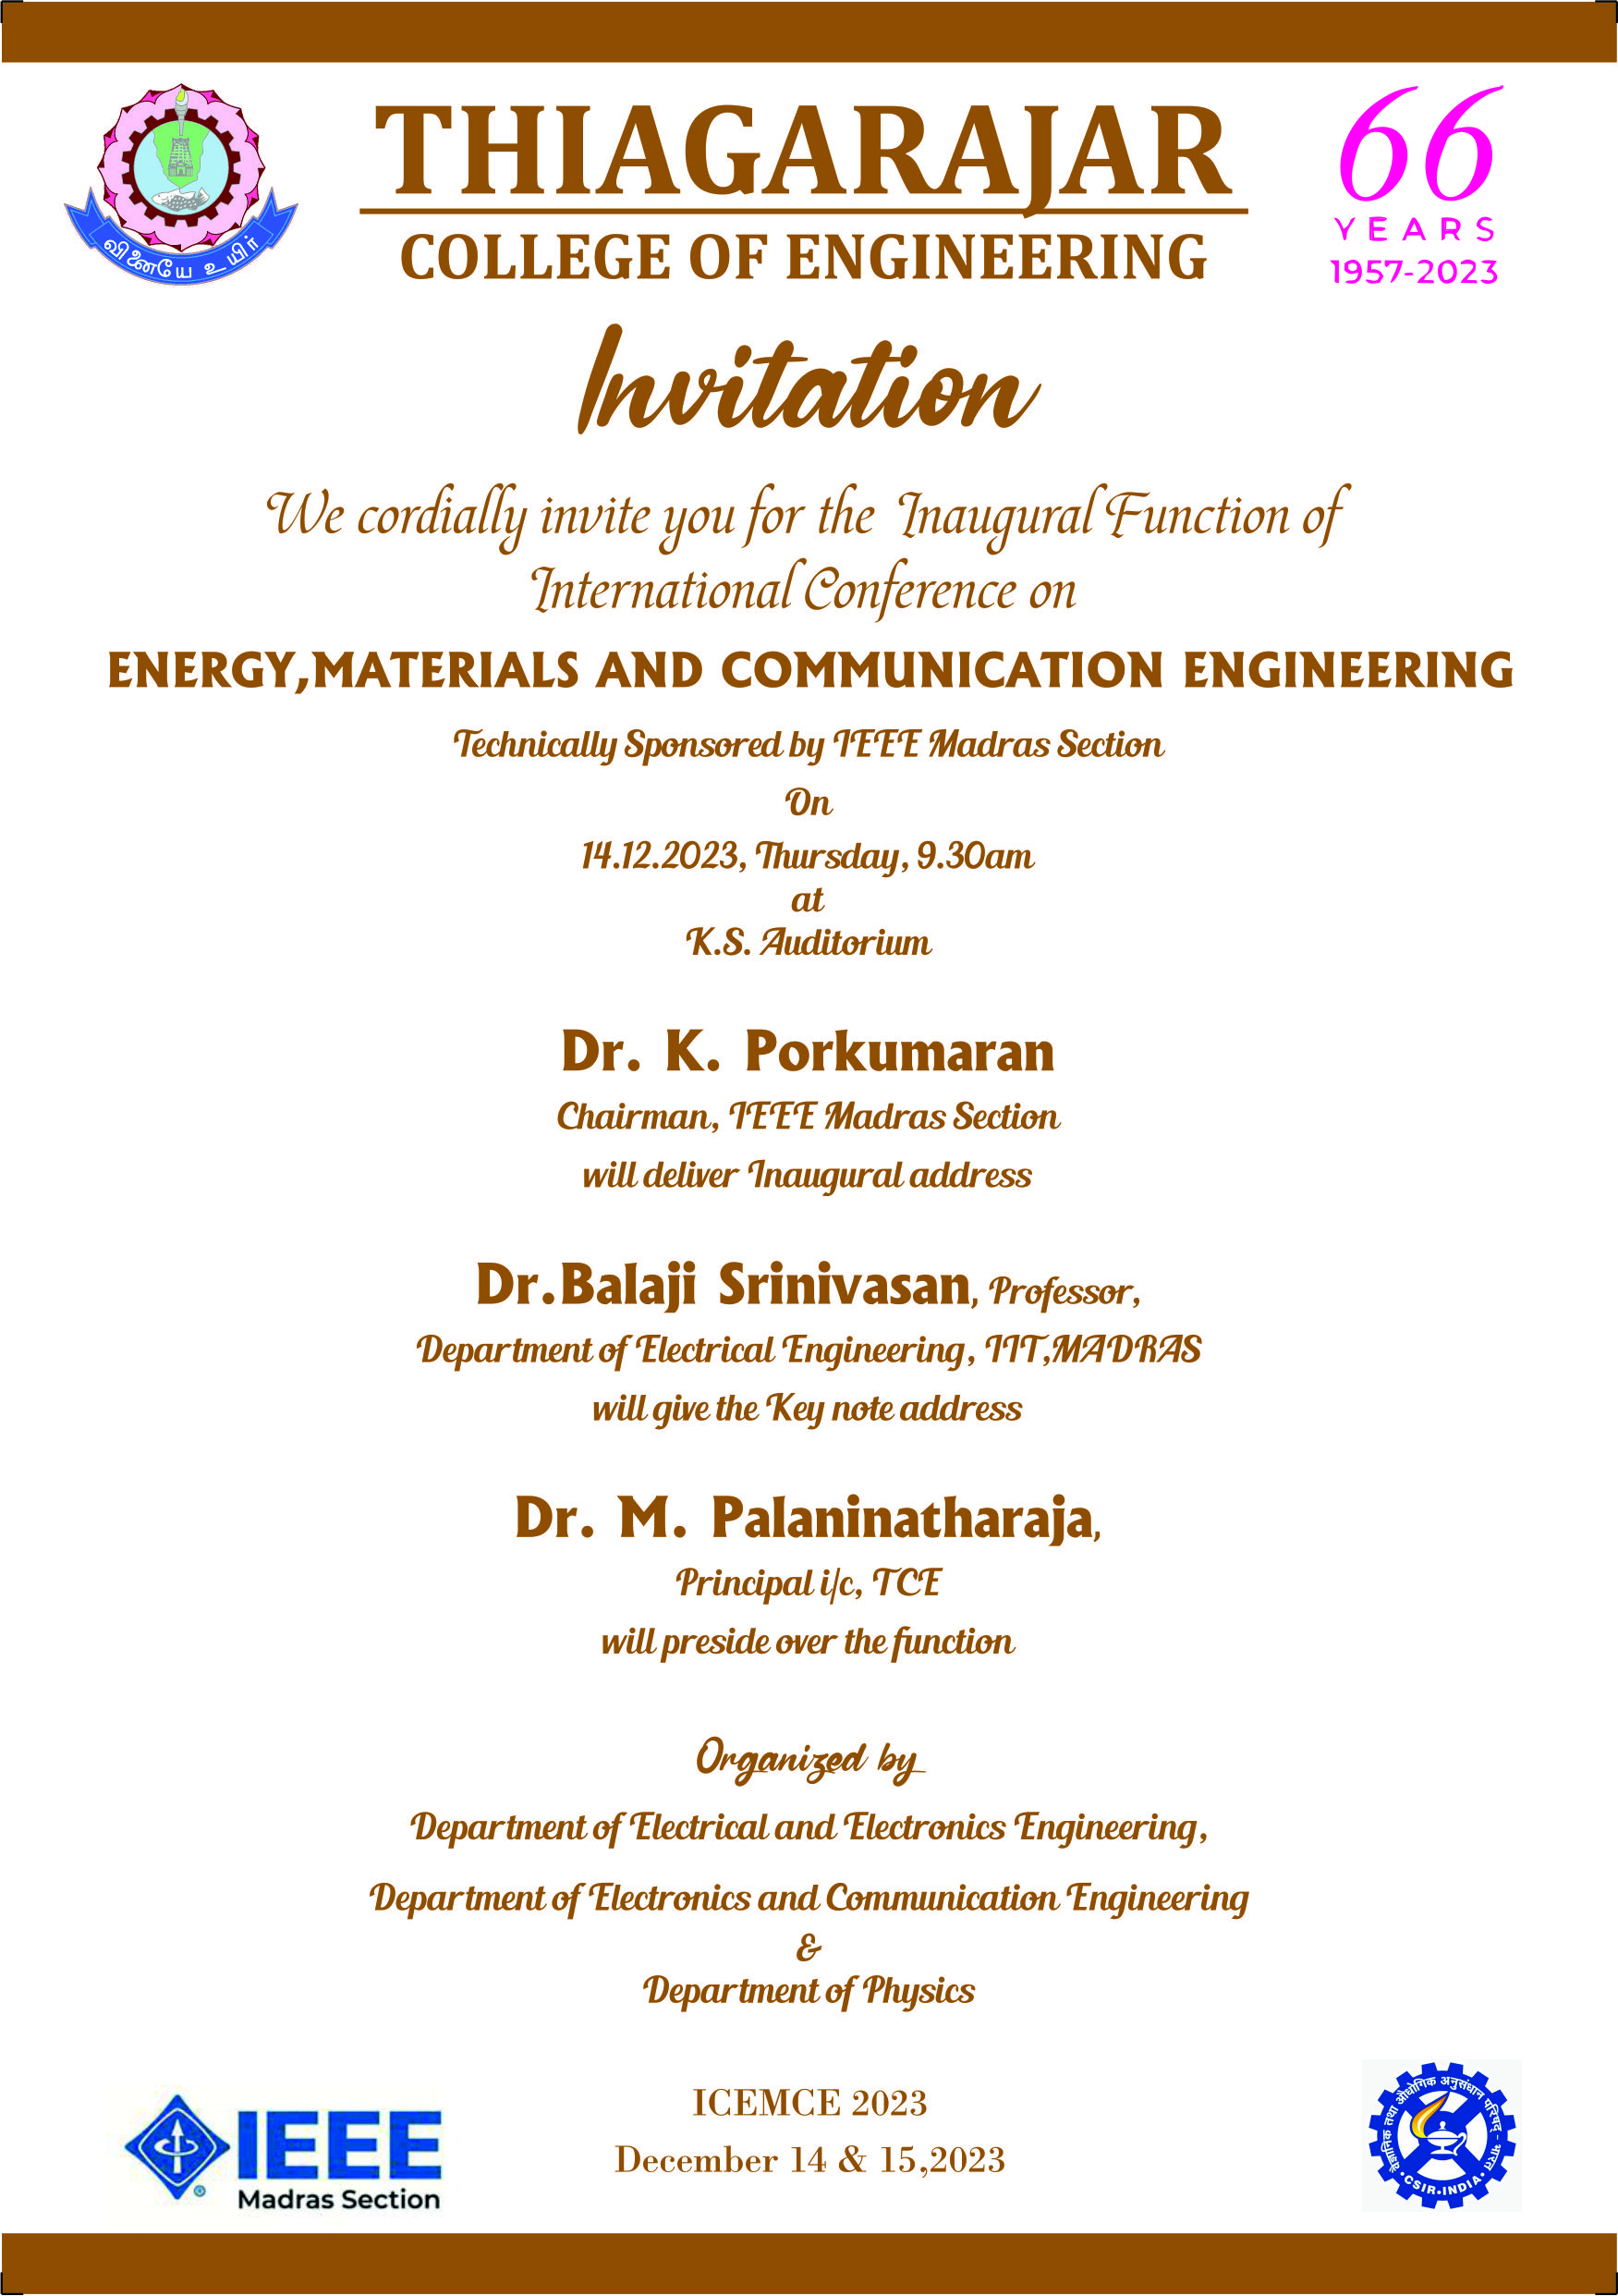 வினையே உயிர்
THIAGARAJAR
COLLEGE OF ENGINEERING
66
YEARS
1957-2023
Invitation
We cordially invite you for the Inaugural Function of
International Conference on
ENERGY,MATERIALS AND COMMUNICATION ENGINEERING
Technically Sponsored by IEEE Madras Section
On
14.12.2023, Thursday, 9.30am
at
K.S. Auditorium
Dr. K. Porkumaran
Chairman, IEEE Madras Section
will deliver Inaugural address
Dr.Balaji Srinivasan, Professor,
Department of Electrical Engineering, IIT,MADRAS
will give the Key note address
Dr. M. Palaninatharaja,
Principal i/c, TCE
will preside over the function
Organized by
Department of Electrical and Electronics Engineering,
Department of Electronics and Communication Engineering
&
Department of Physics
ICEMCE 2023
December 14 & 15,2023
IEEE
®
Madras Section
वैज्ञानिक तथा औद्योगिक अनुसंधान परिषद् - भारत
•CSIR•INDIA•